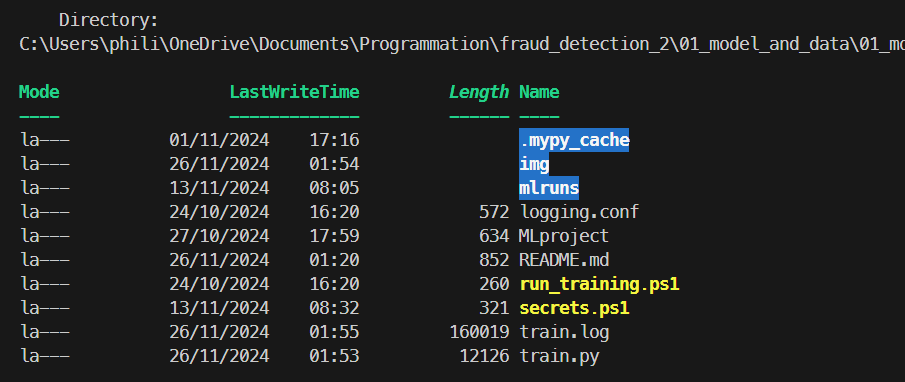 Directory:
C:\Users\phili\OneDrive\Documents\Programmation\fraud_detection_2\01_model_and_data\01_mo
Mode LastWriteTime Length Name
---- ------------- ------ ----
la--- 01/11/2024 17:16 .mypy_cache
la--- 26/11/2024 01:54 img
la--- 13/11/2024 08:05 mlruns
la--- 24/10/2024 16:20 572 logging.conf
la--- 27/10/2024 17:59 634 MLproject
la--- 26/11/2024 01:20 852 README.md
la--- 24/10/2024 16:20 260 run_training.ps1
la--- 13/11/2024 08:32 321 secrets.ps1
la--- 26/11/2024 01:55 160019 train.log
la--- 26/11/2024 01:53 12126 train.py